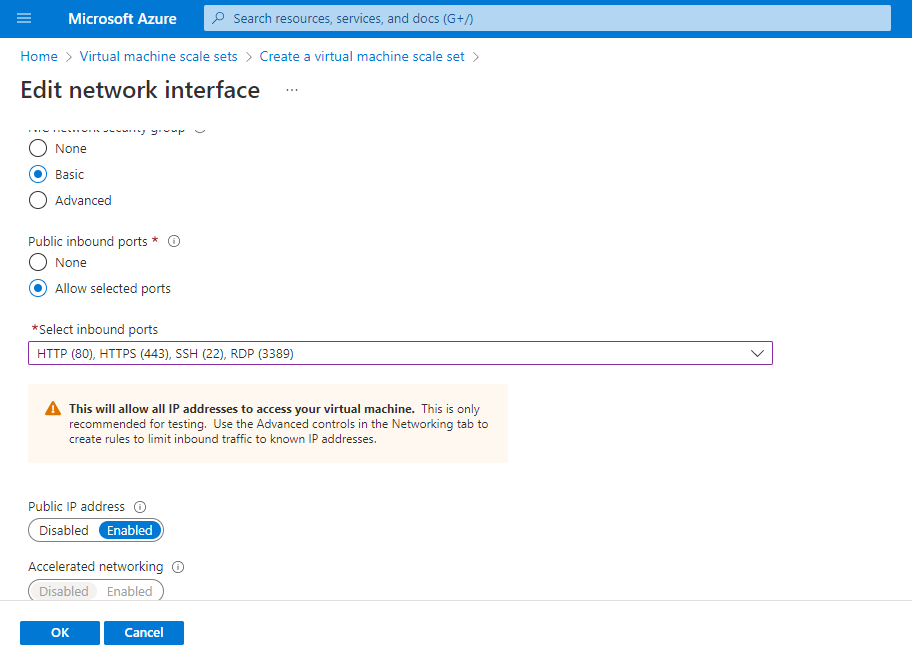 Microsoft Azure
Search resources, services, and docs (G+/)
Home > Virtual machine scale sets > Create a virtual machine scale set >
Edit network interface ...
NIC network security group
None
Basic
Advanced
Public inbound ports *
None
Allow selected ports
*Select inbound ports
HTTP (80), HTTPS (443), SSH (22), RDP (3389)
This will allow all IP addresses to access your virtual machine. This is only
recommended for testing. Use the Advanced controls in the Networking tab to
create rules to limit inbound traffic to known IP addresses.
Public IP address
Disabled Enabled
Accelerated networking
Disabled Enabled
OK Cancel